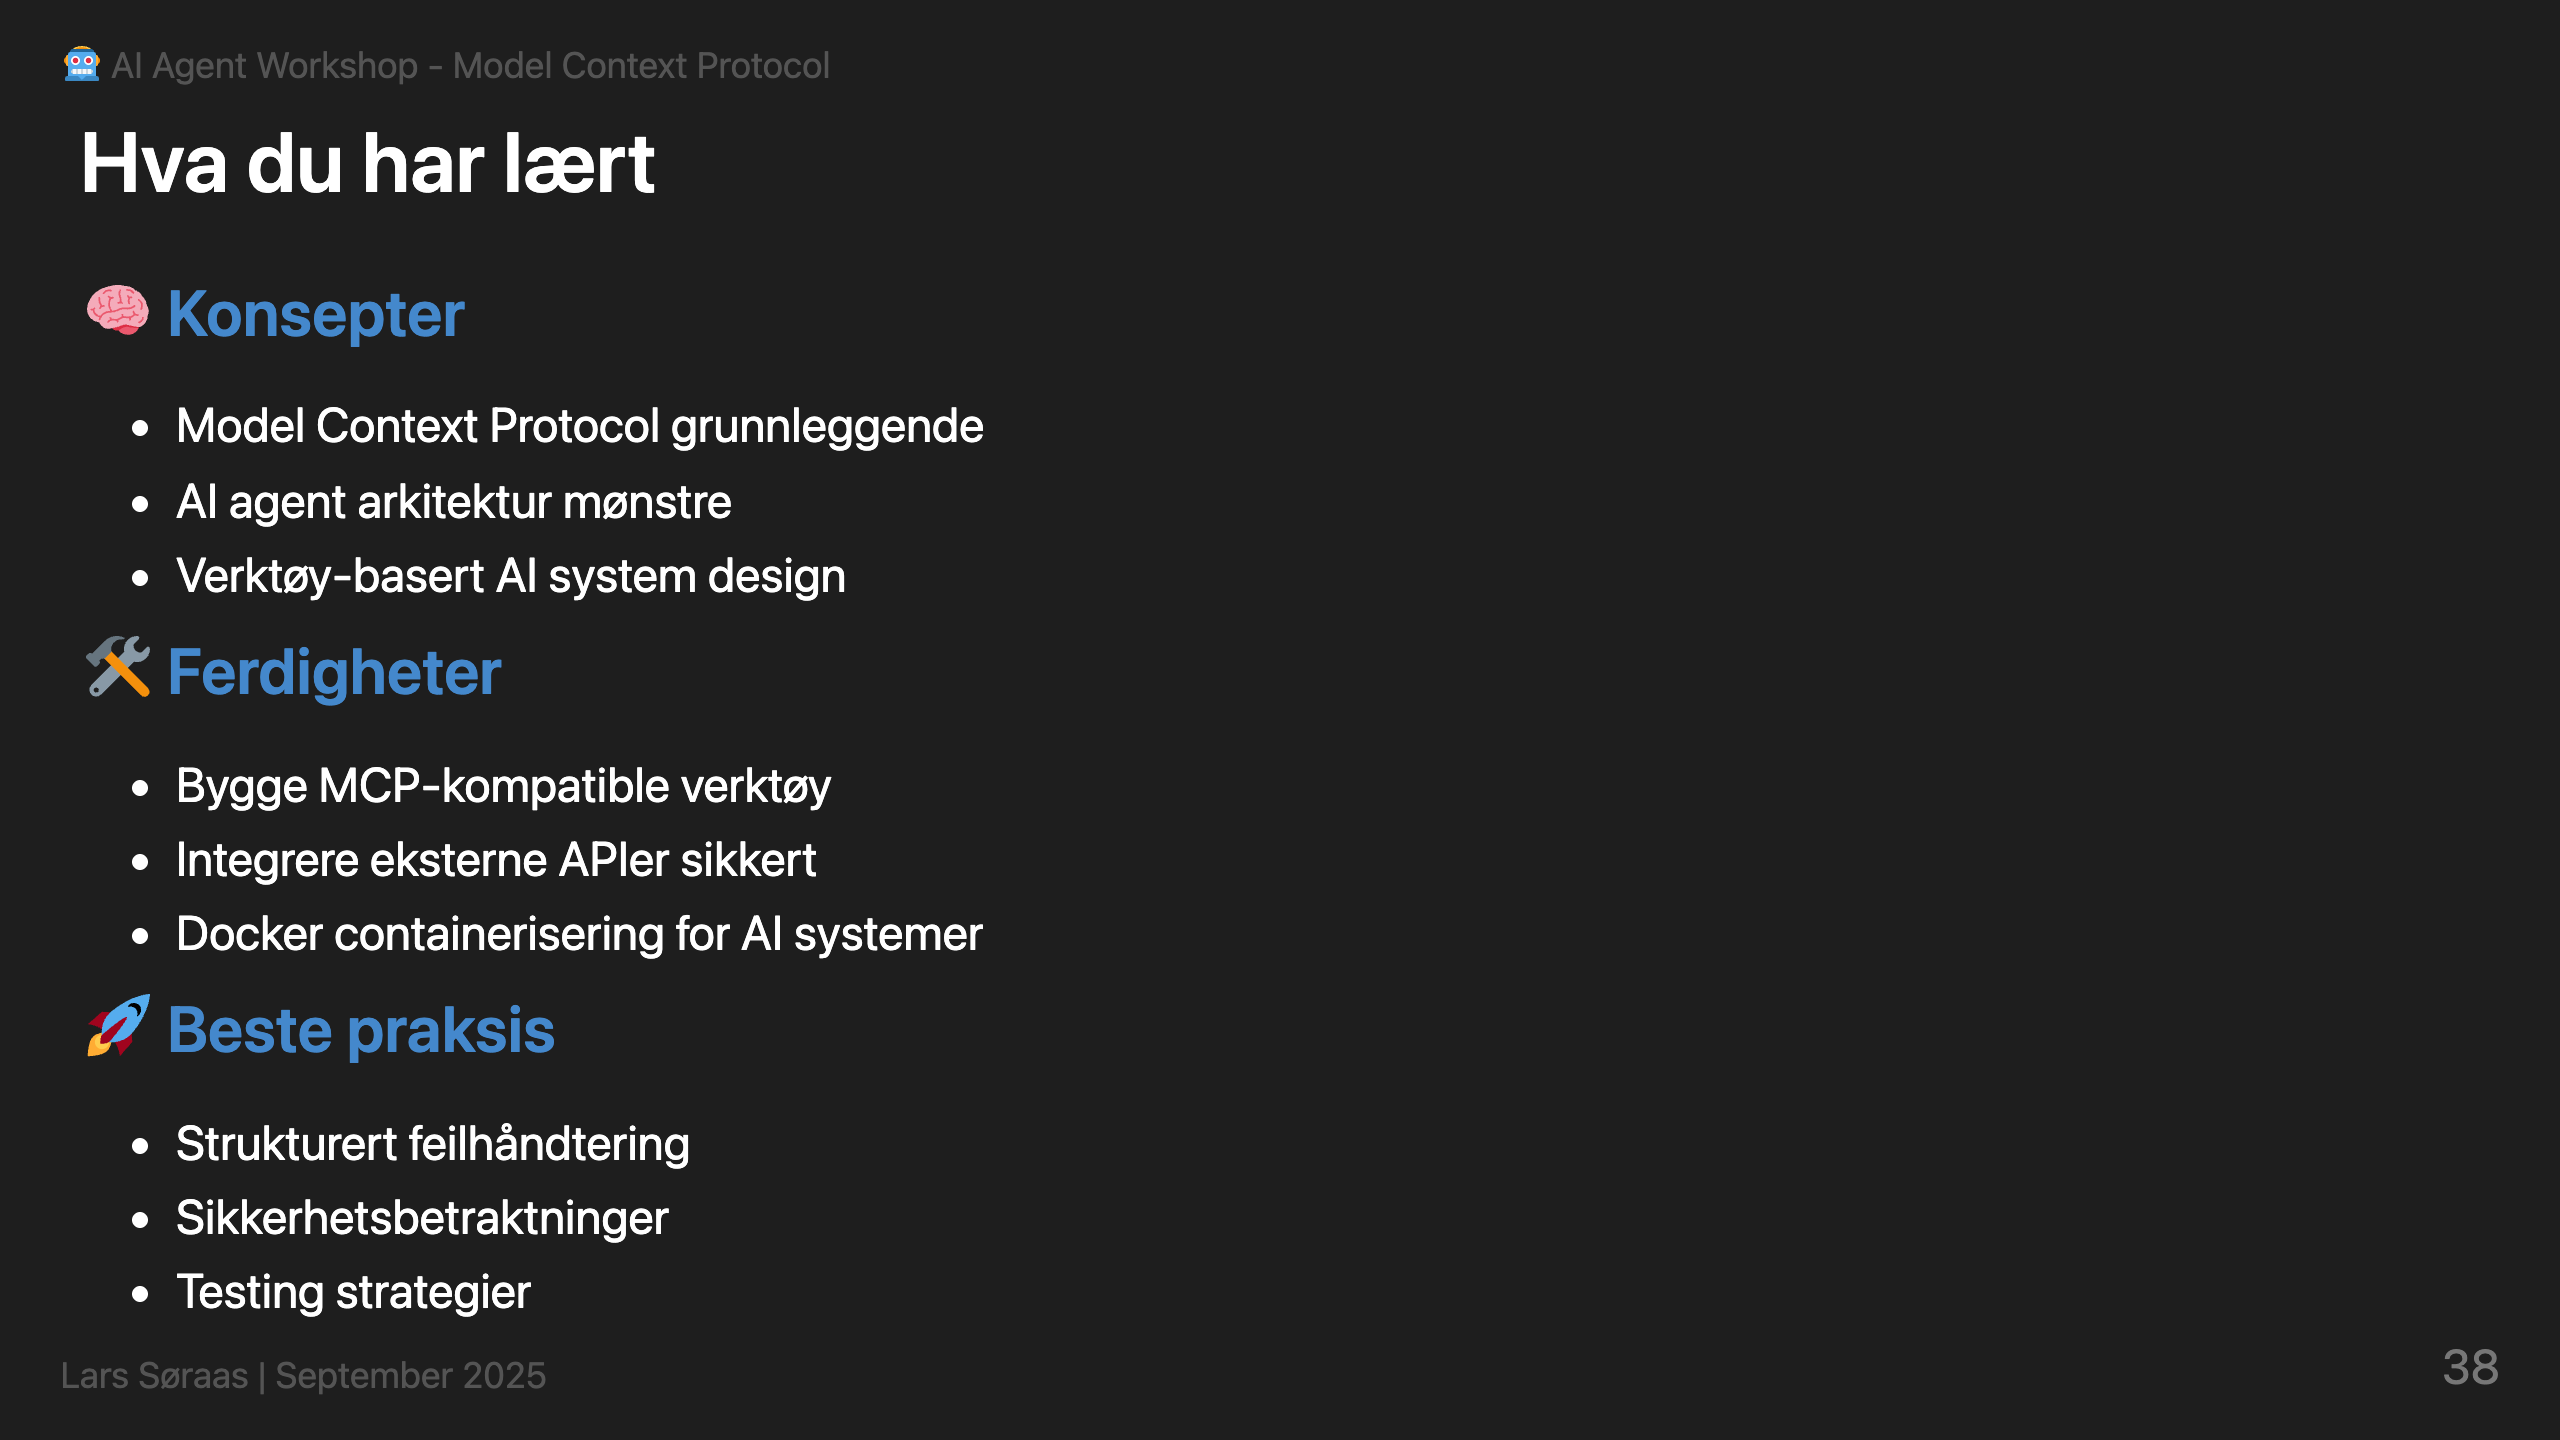 AI Agent Workshop - Model Context Protocol
Hva du har lært
Konsepter
Model Context Protocol grunnleggende
AI agent arkitektur mønstre
Verktøy-basert AI system design
Ferdigheter
Bygge MCP-kompatible verktøy
Integrere eksterne APIer sikkert
Docker containerisering for AI systemer
Beste praksis
Strukturert feilhåndtering
Sikkerhetsbetraktninger
Testing strategier
Lars Søraas | September 2025
38